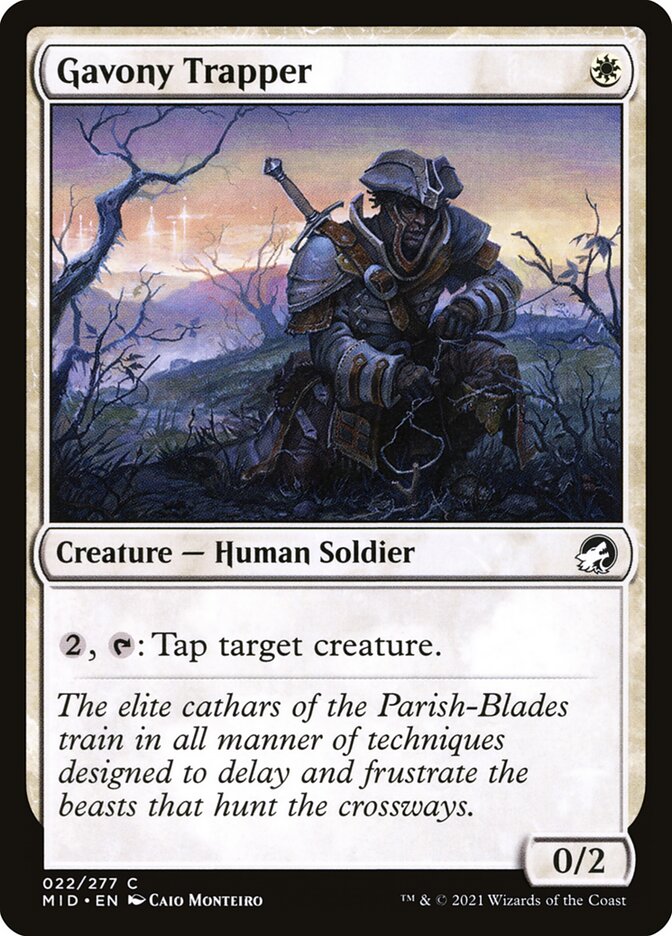 Gavony Trapper
Creature — Human Soldier
2, : Tap target creature.
The elite cathars of the Parish-Blades
train in all manner of techniques
designed to delay and frustrate the
beasts that hunt the crossways.
0/2
022/277 C
MID • EN Caio Monteiro
™ & © 2021 Wizards of the Coast